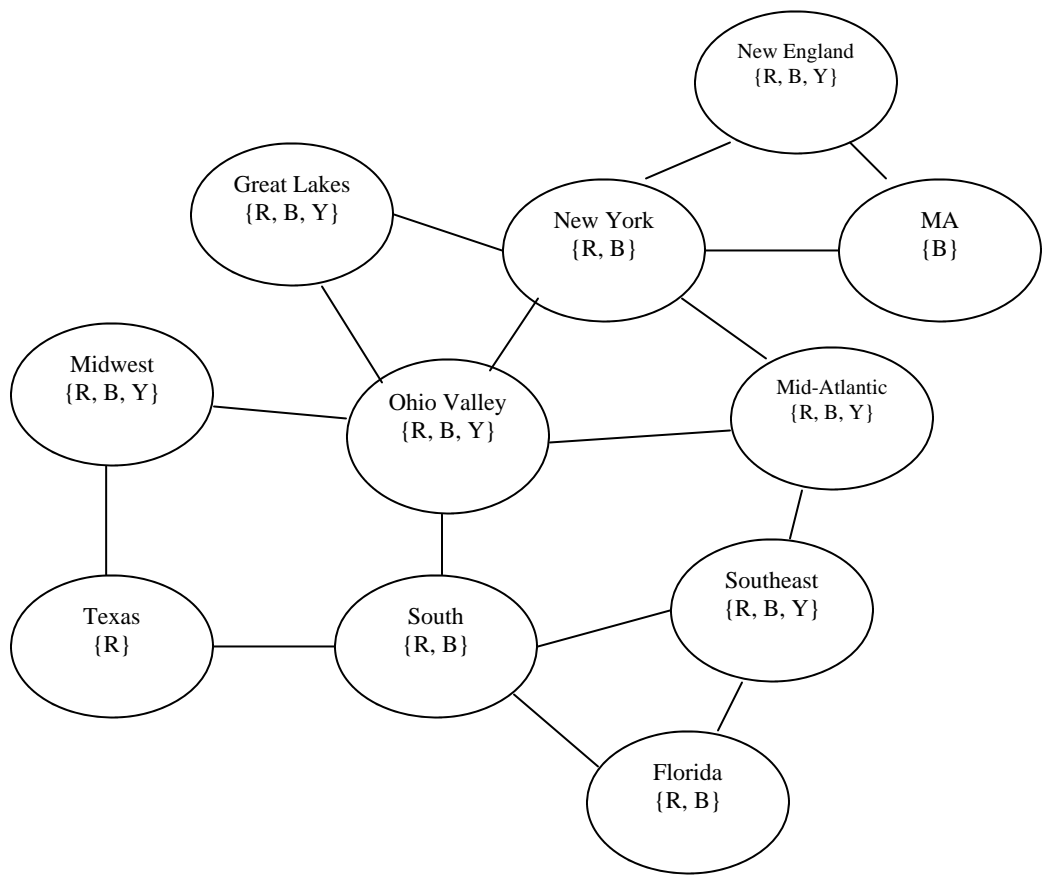 New England
{R, B, Y}
Great Lakes
{R, B, Y}
New York
{R, B}
MA
{B}
Midwest
{R, B, Y}
Ohio Valley
{R, B, Y}
Mid-Atlantic
{R, B, Y}
Southeast
{R, B, Y}
Texas
{R}
South
{R, B}
Florida
{R, B}